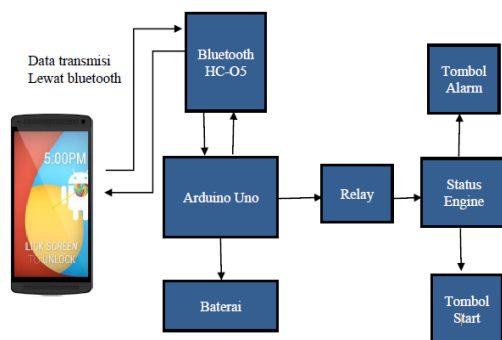 Data transmisi
Lewat bluetooth
Bluetooth
HC-O5
Tombol
Alarm
5:00PM
LICK SCREEN
TO UNLOCK
Arduino Uno
Relay
Status
Engine
Baterai
Tombol
Start